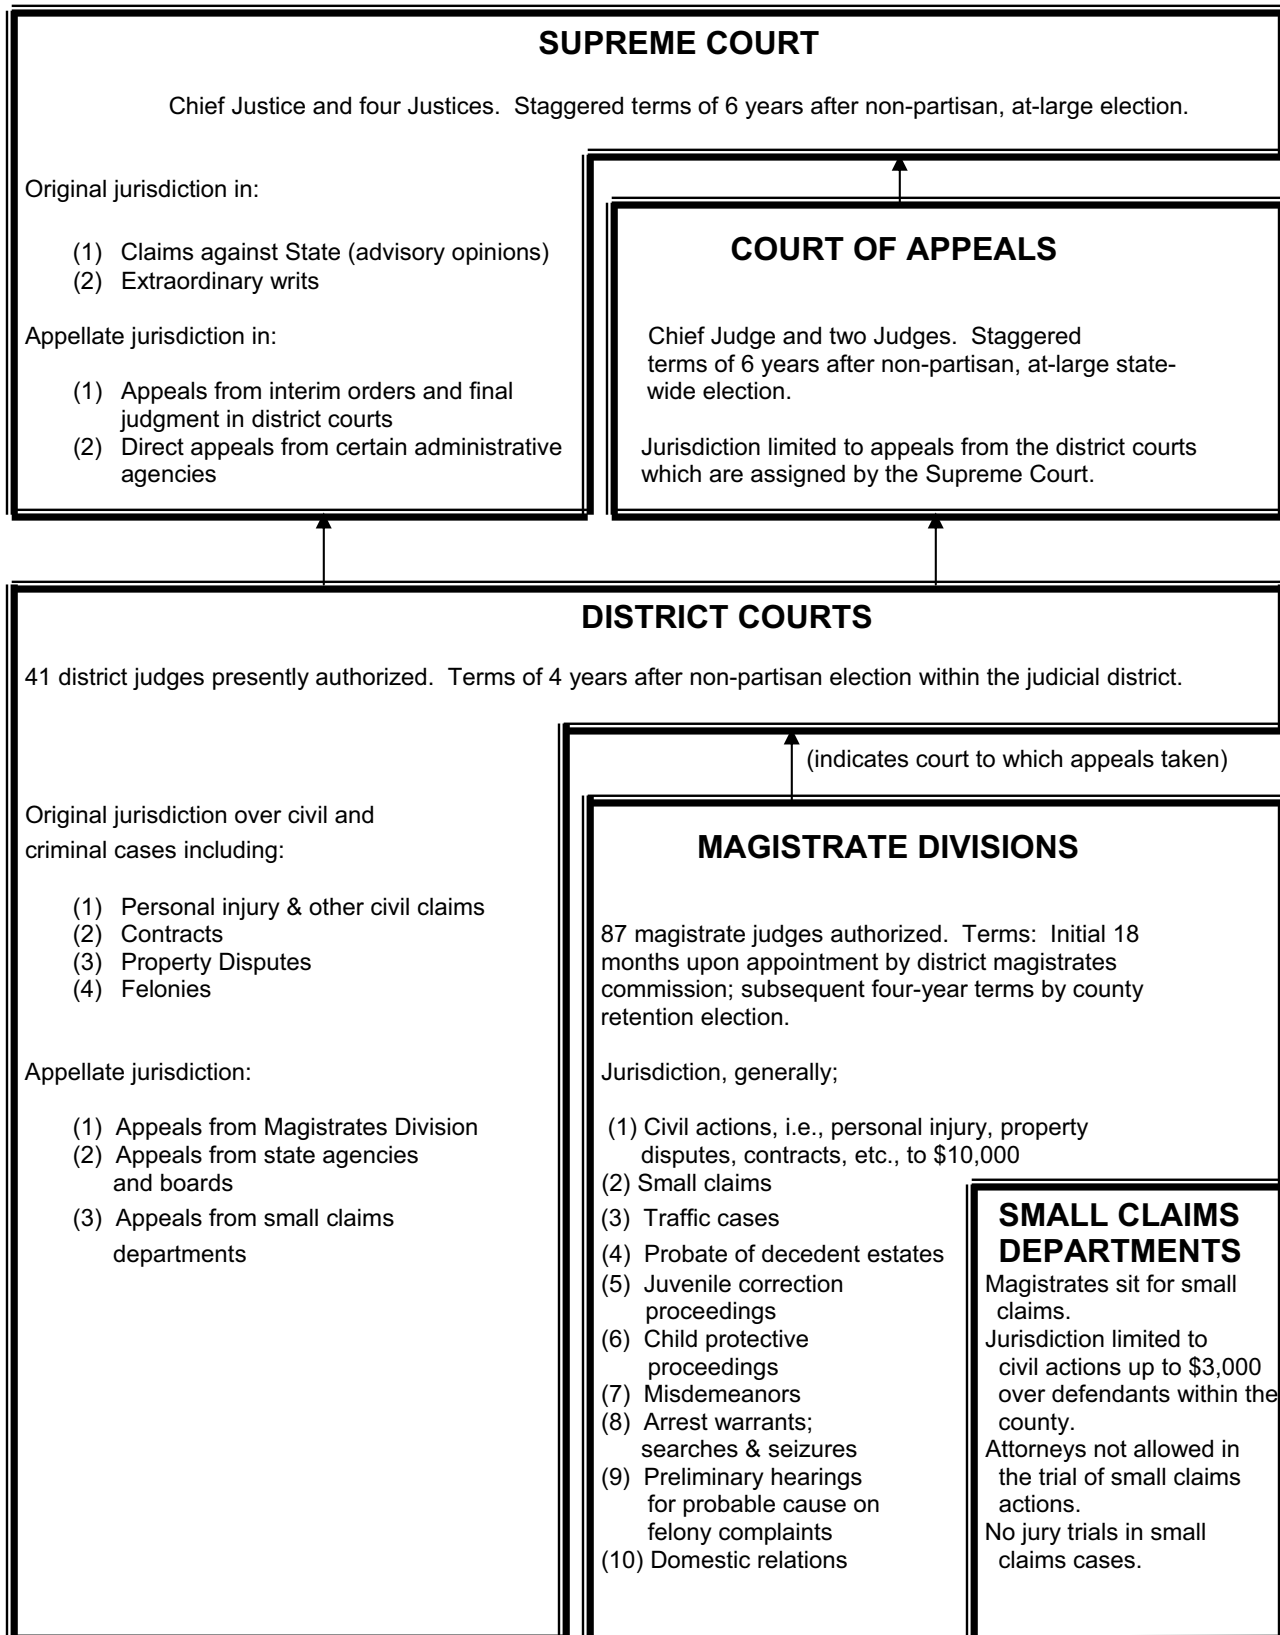 SUPREME COURT
Chief Justice and four Justices.  Staggered terms of 6 years after non-partisan, at-large election.
Original jurisdiction in:
(1) Claims against State (advisory opinions)
(2) Extraordinary writs
Appellate jurisdiction in:
(1) Appeals from interim orders and final
judgment in district courts
(2) Direct appeals from certain administrative
agencies
COURT OF APPEALS
Chief Judge and two Judges.  Staggered
terms of 6 years after non-partisan, at-large state-
wide election.
Jurisdiction limited to appeals from the district courts
which are assigned by the Supreme Court.
DISTRICT COURTS
41 district judges presently authorized.  Terms of 4 years after non-partisan election within the judicial district.
(indicates court to which appeals taken)
Original jurisdiction over civil and
criminal cases including:
(1) Personal injury & other civil claims
(2) Contracts
(3) Property Disputes
(4) Felonies
Appellate jurisdiction:
(1) Appeals from Magistrates Division
(2) Appeals from state agencies
and boards
(3) Appeals from small claims
departments
MAGISTRATE DIVISIONS
87 magistrate judges authorized.  Terms:  Initial 18
months upon appointment by district magistrates
commission; subsequent four-year terms by county
retention election.
Jurisdiction, generally;
(1) Civil actions, i.e., personal injury, property
disputes, contracts, etc., to $10,000
(2) Small claims
(3) Traffic cases
(4) Probate of decedent estates
(5) Juvenile correction
proceedings
(6) Child protective
proceedings
(7) Misdemeanors
(8) Arrest warrants;
searches & seizures
(9) Preliminary hearings
for probable cause on
felony complaints
(10) Domestic relations
SMALL CLAIMS
DEPARTMENTS
Magistrates sit for small
claims.
Jurisdiction limited to
civil actions up to $3,000
over defendants within the
county.
Attorneys not allowed in
the trial of small claims
actions.
No jury trials in small
claims cases.